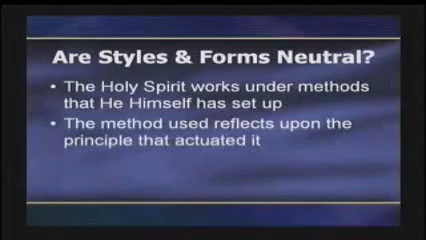 Are Styles & Forms Neutral?
• The Holy Spirit works under methods
that He Himself has set up
• The method used reflects upon the
principle that actuated it